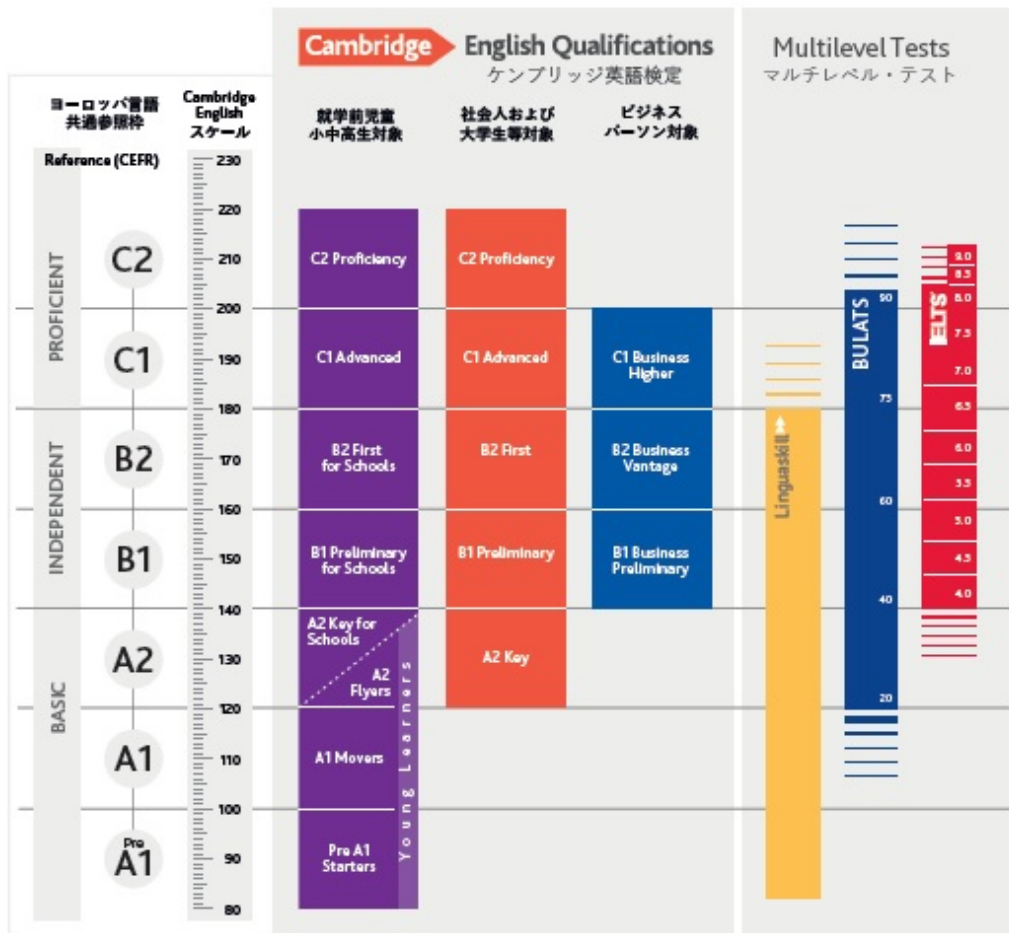 Cambridge English Qualifications
ケンブリッジ英語検定
Multilevel Tests
マルチレベル・テスト
ヨーロッパ言語
共通参照枠
Cambridge
English
スケール
就学前児童
小中高生対象
社会人および
大学生等対象
ビジネス
パーソン対象
Reference (CEFR)
PROFICIENT
INDEPENDENT
BASIC
C2
C1
B2
B1
A2
A1
Pre
A1
230
220
210
200
190
180
170
160
150
140
130
120
110
100
90
80
C2 Proficiency
C1 Advanced
B2 First
for Schools
B1 Preliminary
for Schools
A2 Key for
Schools
A2
Flyers
A1 Movers
Pre A1
Starters
Young Learners
C2 Proficiency
C1 Advanced
B2 First
B1 Preliminary
A2 Key
C1 Business
Higher
B2 Business
Vantage
B1 Business
Preliminary
Linguaskill
BULATS
90
75
60
40
20
IELTS
9.0
8.5
8.0
7.5
7.0
6.5
6.0
5.5
5.0
4.5
4.0